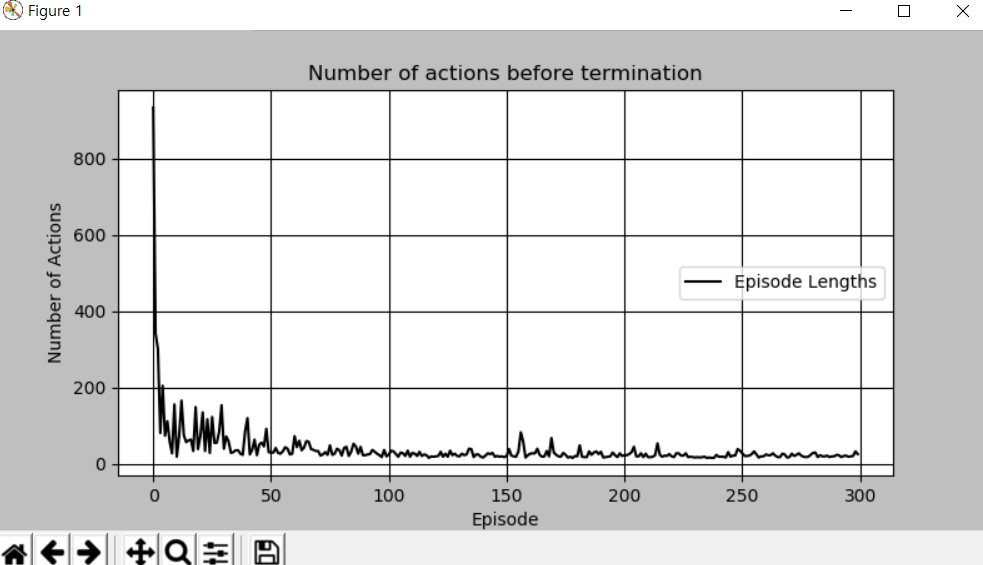 Figure 1
Number of actions before termination
800
600
400
200
0
Number of Actions
Episode Lengths
0 50 100 150 200 250 300
Episode